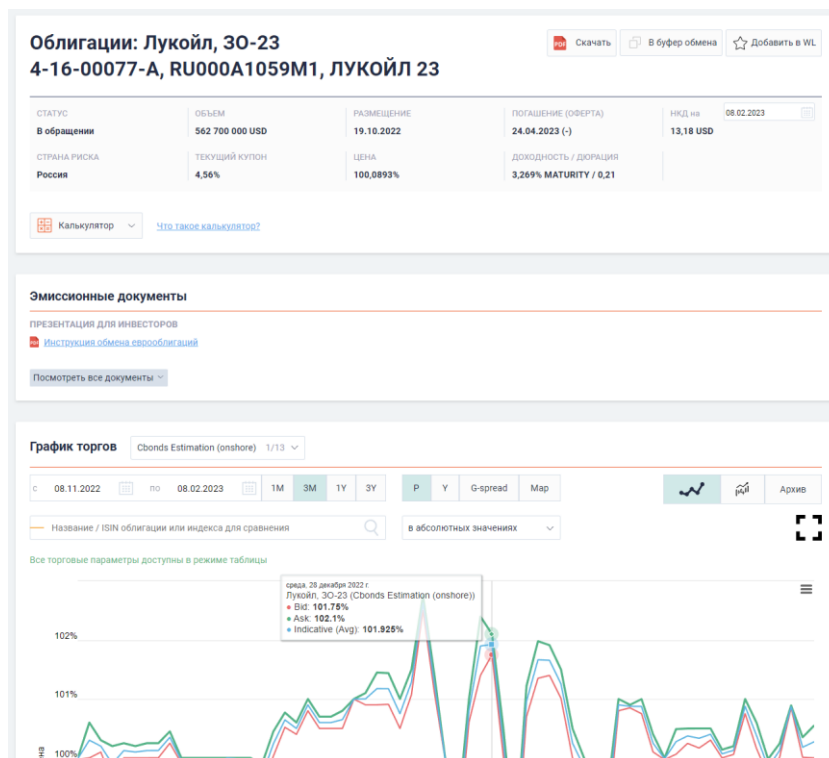 Облигации: Лукойл, ЗО-23
4-16-00077-A, RU000A1059M1, ЛУКОЙЛ 23
PDF Скачать
В буфер обмена
Добавить в WL
СТАТУС
В обращении
ОБЪЕМ
562 700 000 USD
РАЗМЕЩЕНИЕ
19.10.2022
ПОГАШЕНИЕ (ОФЕРТА)
24.04.2023 (-)
НКД на 08.02.2023
13,18 USD
СТРАНА РИСКА
Россия
ТЕКУЩИЙ КУПОН
4,56%
ЦЕНА
100,0893%
ДОХОДНОСТЬ / ДЮРАЦИЯ
3,269% MATURITY / 0,21
Калькулятор
Что такое калькулятор?
Эмиссионные документы
ПРЕЗЕНТАЦИЯ ДЛЯ ИНВЕСТОРОВ
PDF Инструкция обмена еврооблигаций
Посмотреть все документы
График торгов
Cbonds Estimation (onshore) 1/13
с 08.11.2022 по 08.02.2023 1M 3M 1Y 3Y P Y G-spread Map Архив
Название / ISIN облигации или индекса для сравнения
в абсолютных значениях
Все торговые параметры доступны в режиме таблицы
среда, 28 декабря 2022 г.
Лукойл, ЗО-23 (Cbonds Estimation (onshore))
Bid: 101.75%
Ask: 102.1%
Indicative (Avg): 101.925%
102%
101%
100%